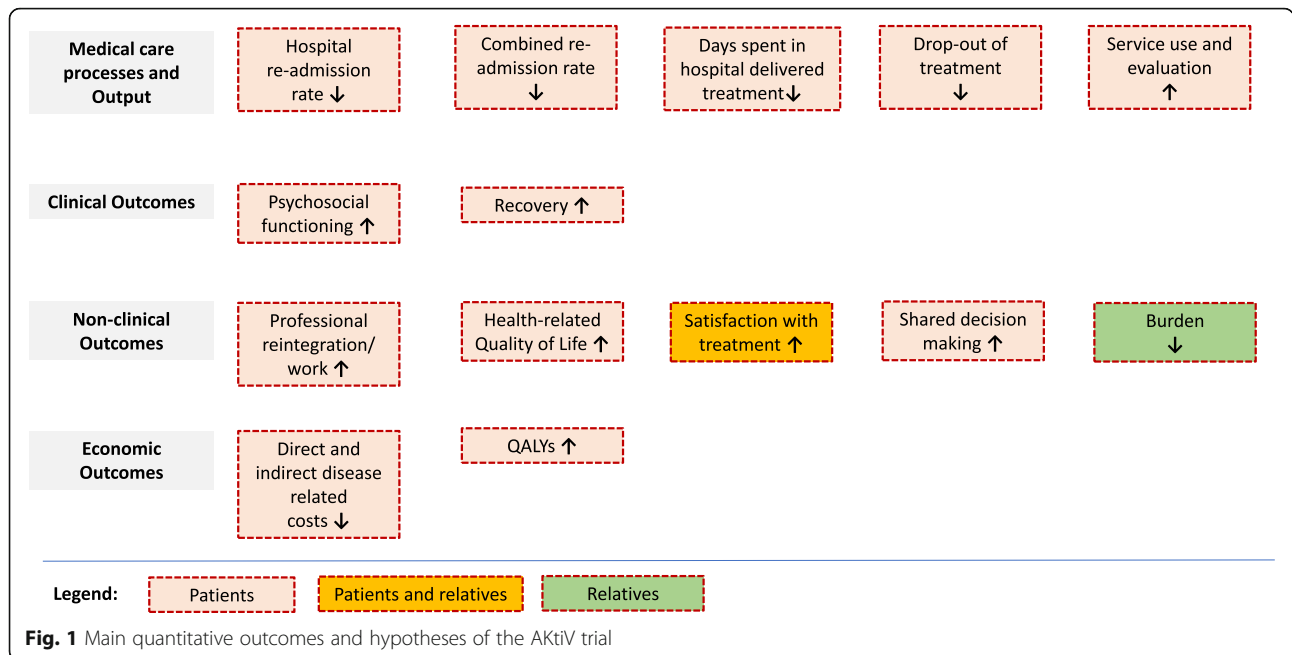 Medical care
processes and
Output
Hospital
re-admission
rate ↓
Combined re-
admission rate
↓
Days spent in
hospital delivered
treatment↓
Drop-out of
treatment
↓
Service use and
evaluation
↑
Clinical Outcomes
Psychosocial
functioning ↑
Recovery ↑
Non-clinical
Outcomes
Professional
reintegration/
work ↑
Health-related
Quality of Life ↑
Satisfaction with
treatment ↑
Shared decision
making ↑
Burden
↓
Economic
Outcomes
Direct and
indirect disease
related
costs ↓
QALYs ↑
Legend:
Patients
Patients and relatives
Relatives
Fig. 1 Main quantitative outcomes and hypotheses of the AKtiV trial